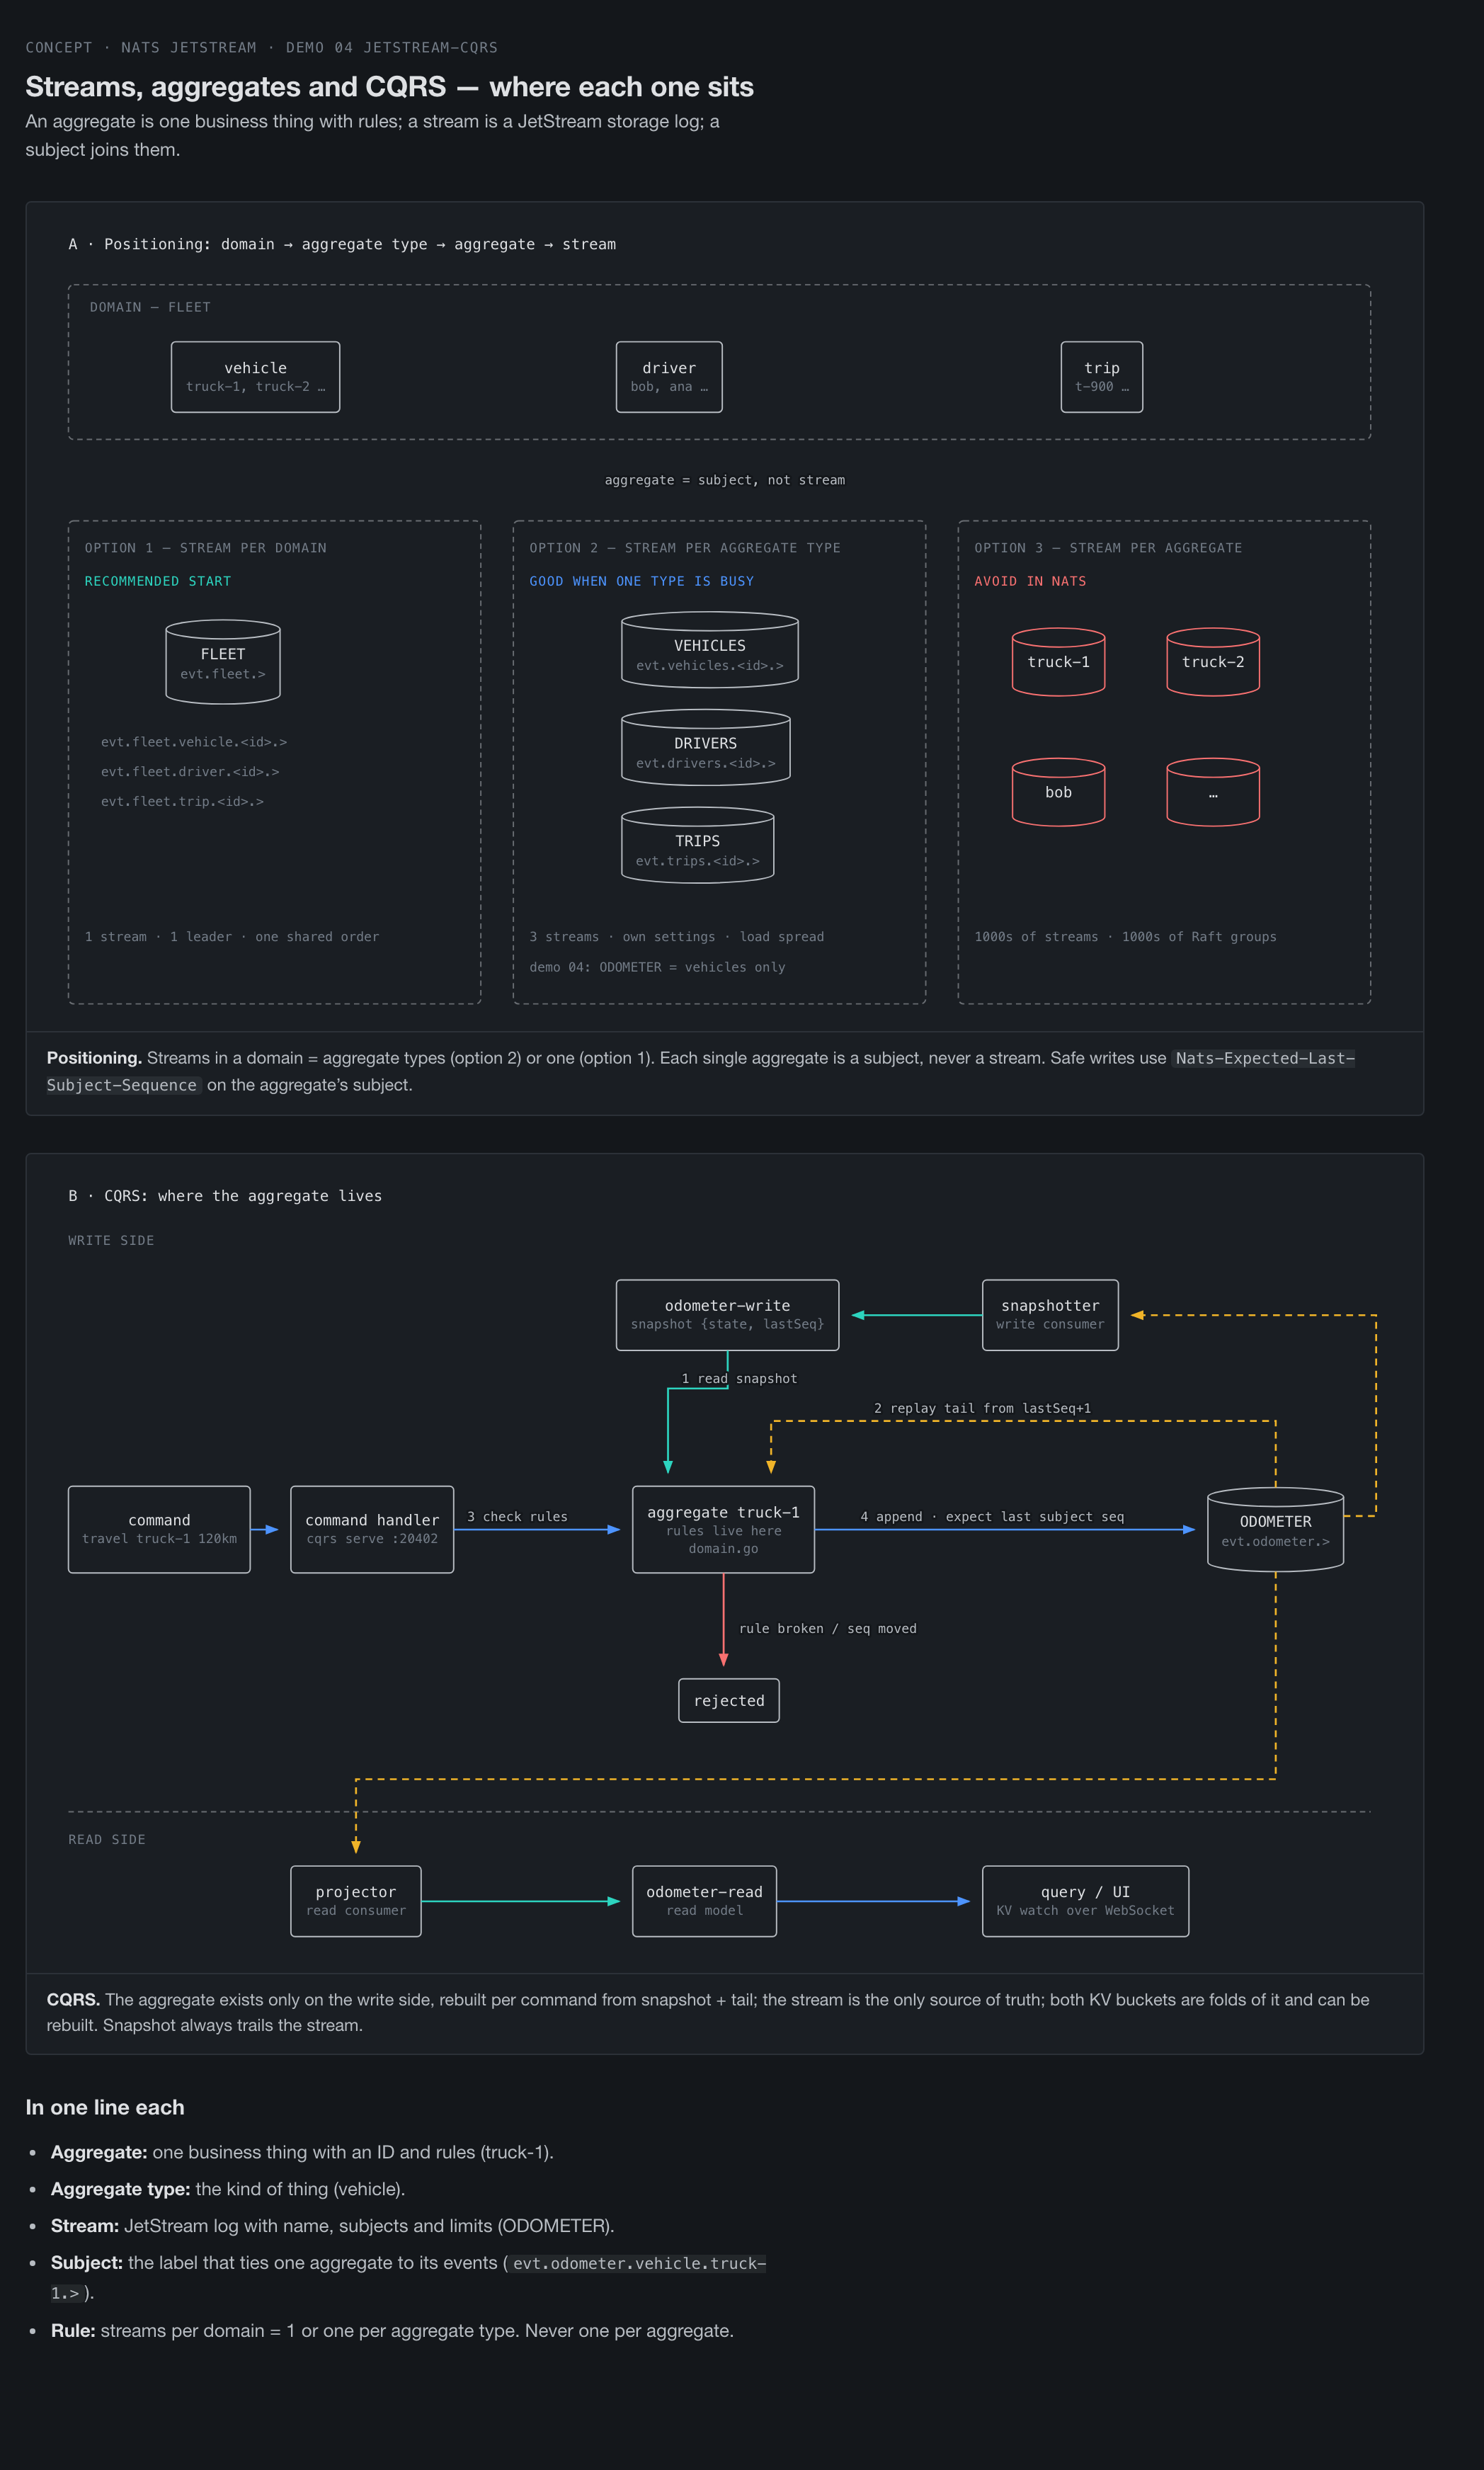 CONCEPT · NATS JETSTREAM · DEMO 04 JETSTREAM-CQRS
Streams, aggregates and CQRS — where each one sits
An aggregate is one business thing with rules; a stream is a JetStream storage log; a
subject joins them.
A · Positioning: domain → aggregate type → aggregate → stream
DOMAIN — FLEET
vehicle
truck-1, truck-2 …
driver
bob, ana …
trip
t-900 …
aggregate = subject, not stream
OPTION 1 — STREAM PER DOMAIN
RECOMMENDED START
FLEET
evt.fleet.>
evt.fleet.vehicle.<id>.>
evt.fleet.driver.<id>.>
evt.fleet.trip.<id>.>
1 stream · 1 leader · one shared order
OPTION 2 — STREAM PER AGGREGATE TYPE
GOOD WHEN ONE TYPE IS BUSY
VEHICLES
evt.vehicles.<id>.>
DRIVERS
evt.drivers.<id>.>
TRIPS
evt.trips.<id>.>
3 streams · own settings · load spread
demo 04: ODOMETER = vehicles only
OPTION 3 — STREAM PER AGGREGATE
AVOID IN NATS
truck-1
truck-2
bob
…
1000s of streams · 1000s of Raft groups
Positioning. Streams in a domain = aggregate types (option 2) or one (option 1). Each single aggregate is a subject, never a stream. Safe writes use Nats-Expected-Last-
Subject-Sequence on the aggregate's subject.
B · CQRS: where the aggregate lives
WRITE SIDE
odometer-write
snapshot {state, lastSeq}
snapshotter
write consumer
1 read snapshot
2 replay tail from lastSeq+1
command
travel truck-1 120km
command handler
cqrs serve :20402
3 check rules
aggregate truck-1
rules live here
domain.go
4 append · expect last subject seq
ODOMETER
evt.odometer.>
rule broken / seq moved
rejected
READ SIDE
projector
read consumer
odometer-read
read model
query / UI
KV watch over WebSocket
CQRS. The aggregate exists only on the write side, rebuilt per command from snapshot + tail; the stream is the only source of truth; both KV buckets are folds of it and can be
rebuilt. Snapshot always trails the stream.
In one line each
• Aggregate: one business thing with an ID and rules (truck-1).
• Aggregate type: the kind of thing (vehicle).
• Stream: JetStream log with name, subjects and limits (ODOMETER).
• Subject: the label that ties one aggregate to its events (evt.odometer.vehicle.truck-
1.>).
• Rule: streams per domain = 1 or one per aggregate type. Never one per aggregate.